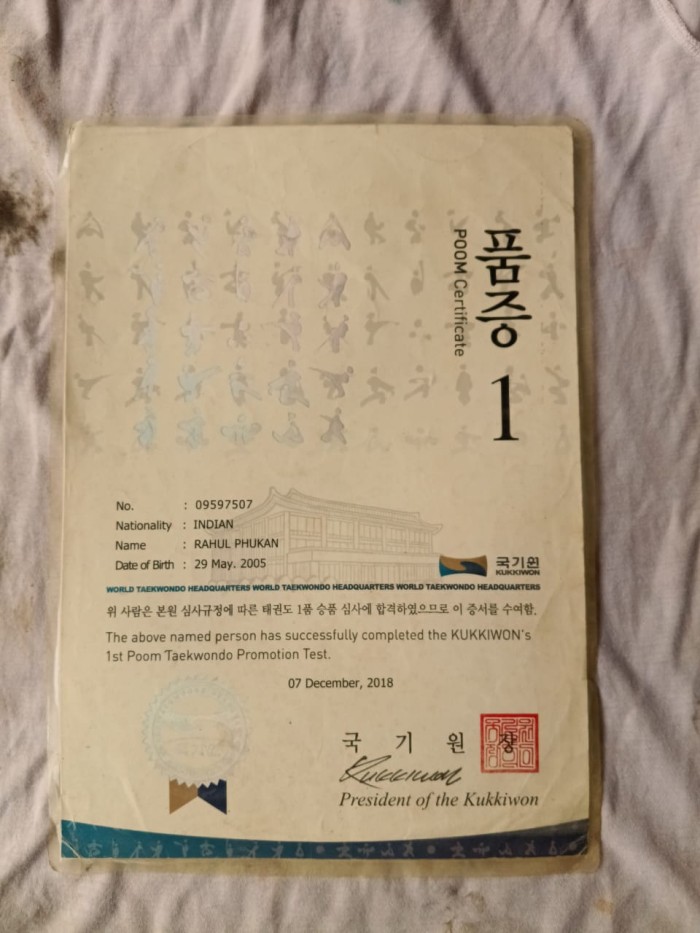 품증 1
POOM Certificate
No. : 09597507
Nationality : INDIAN
Name : RAHUL PHUKAN
Date of Birth : 29 May. 2005
국기원
KUKKIWON
WORLD TAEKWONDO HEADQUARTERS WORLD TAEKWONDO HEADQUARTERS WORLD TAEKWONDO HEADQUARTERS
위 사람은 본원 심사규정에 따른 태권도 1품 승품 심사에 합격하였으므로 이 증서를 수여함.
The above named person has successfully completed the KUKKIWON's
1st Poom Taekwondo Promotion Test.
07 December, 2018
국 기 원 장
Kukkiwon
President of the Kukkiwon